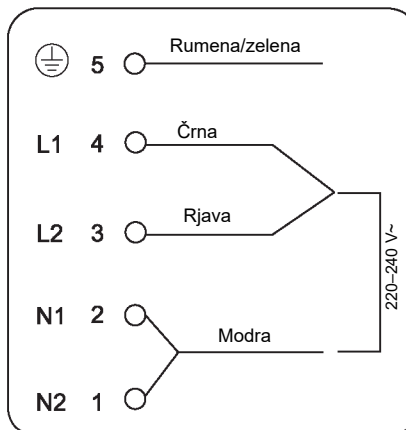 5 Rumena/zelena
L1 4 Črna
L2 3 Rjava
220–240 V~
N1 2 Modra
N2 1